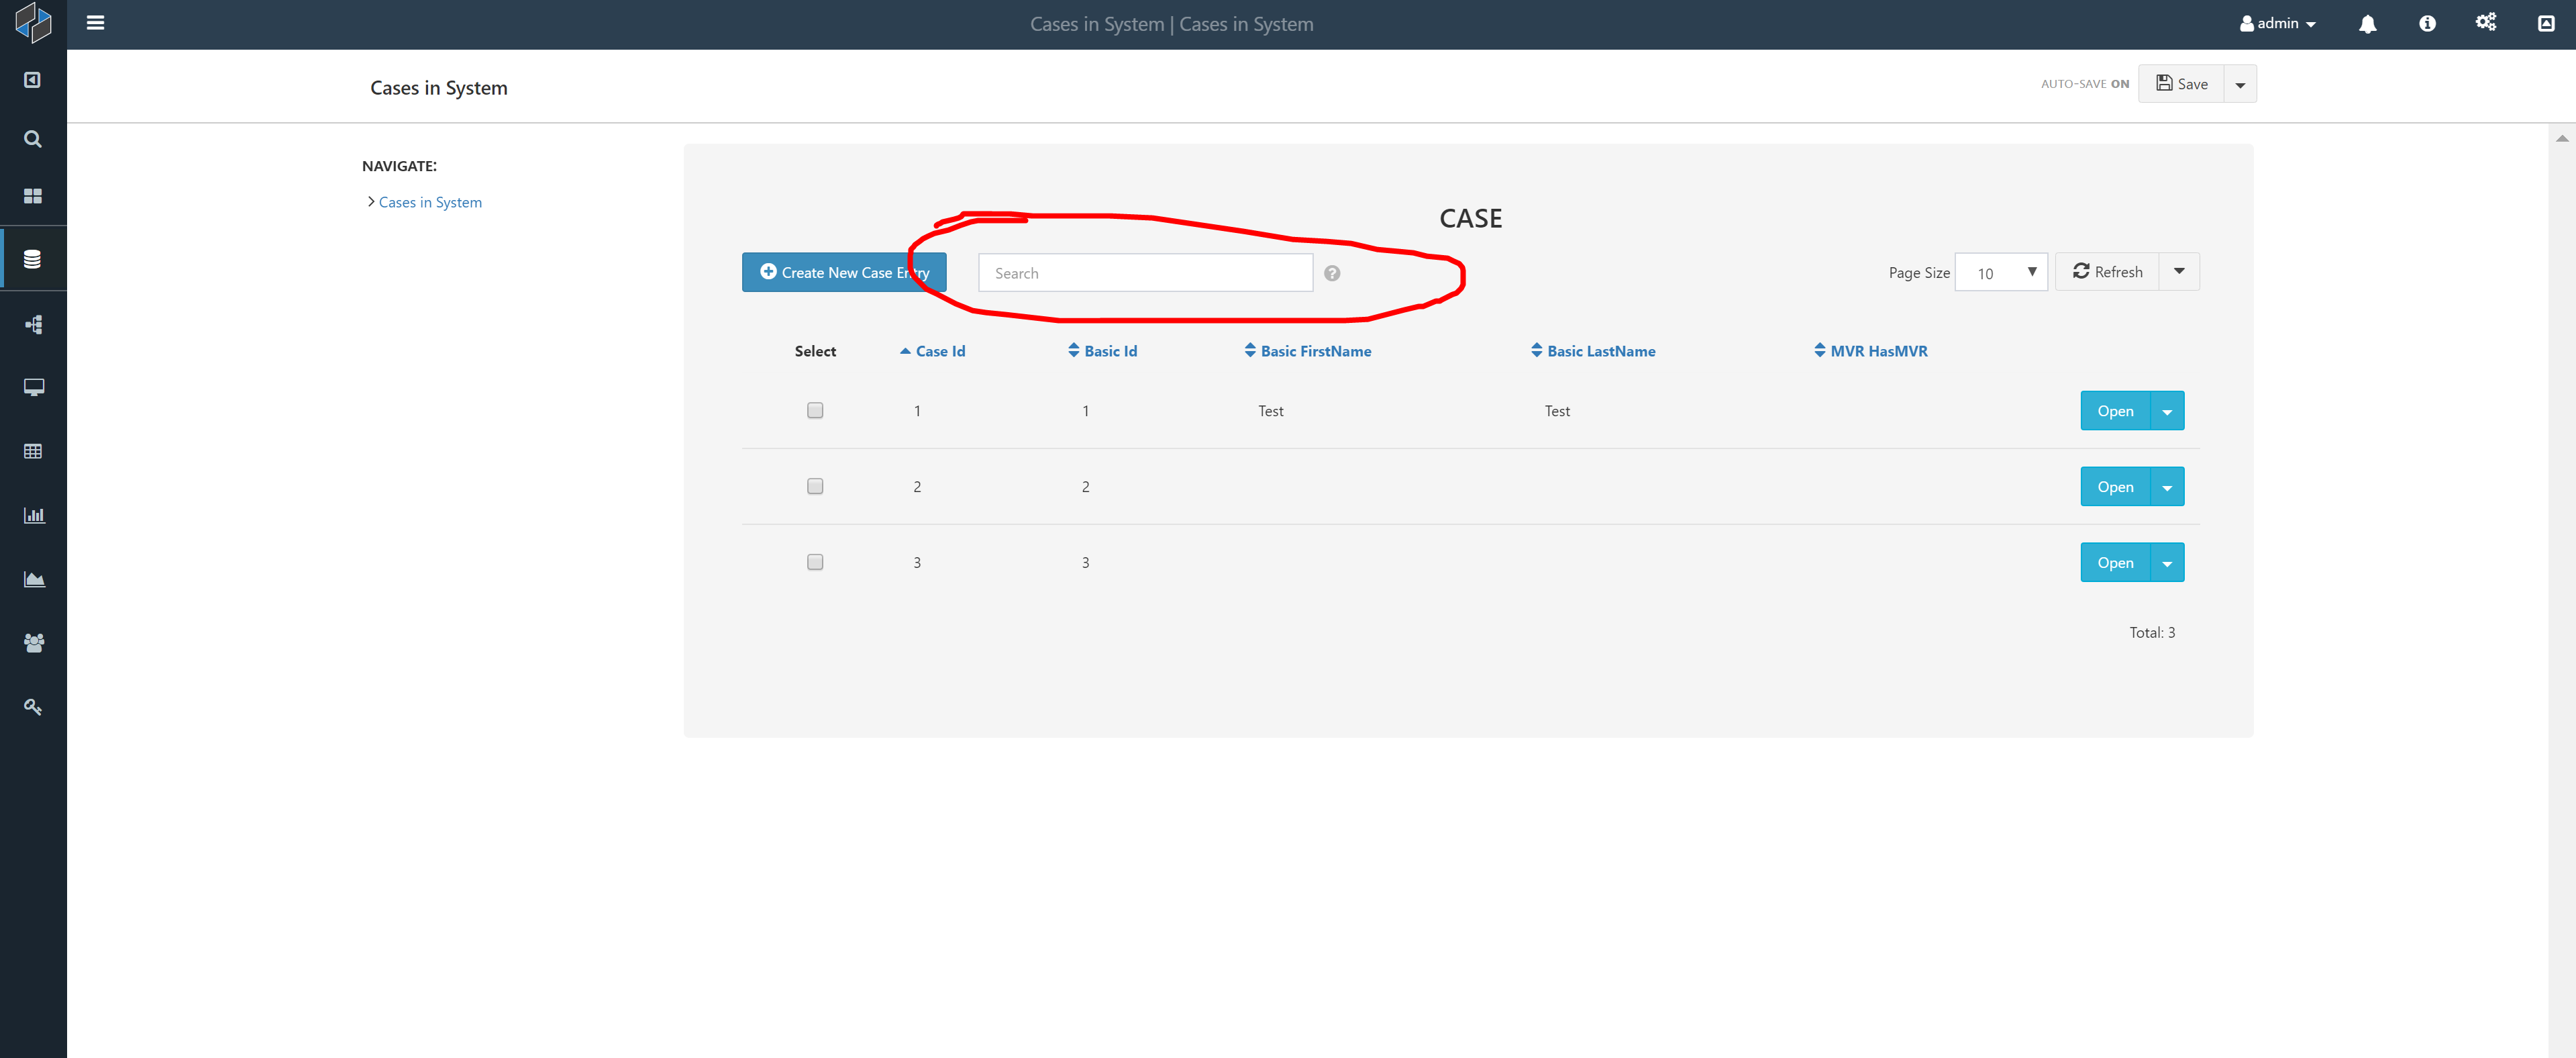 Cases in System | Cases in System
admin
Cases in System
AUTO-SAVE ON
Save
NAVIGATE:
Cases in System
CASE
Create New Case Entry
Search
?
Page Size
10
Refresh
Select Case Id Basic Id Basic FirstName Basic LastName MVR HasMVR
1 1 Test Test Open
2 2 Open
3 3 Open
Total: 3